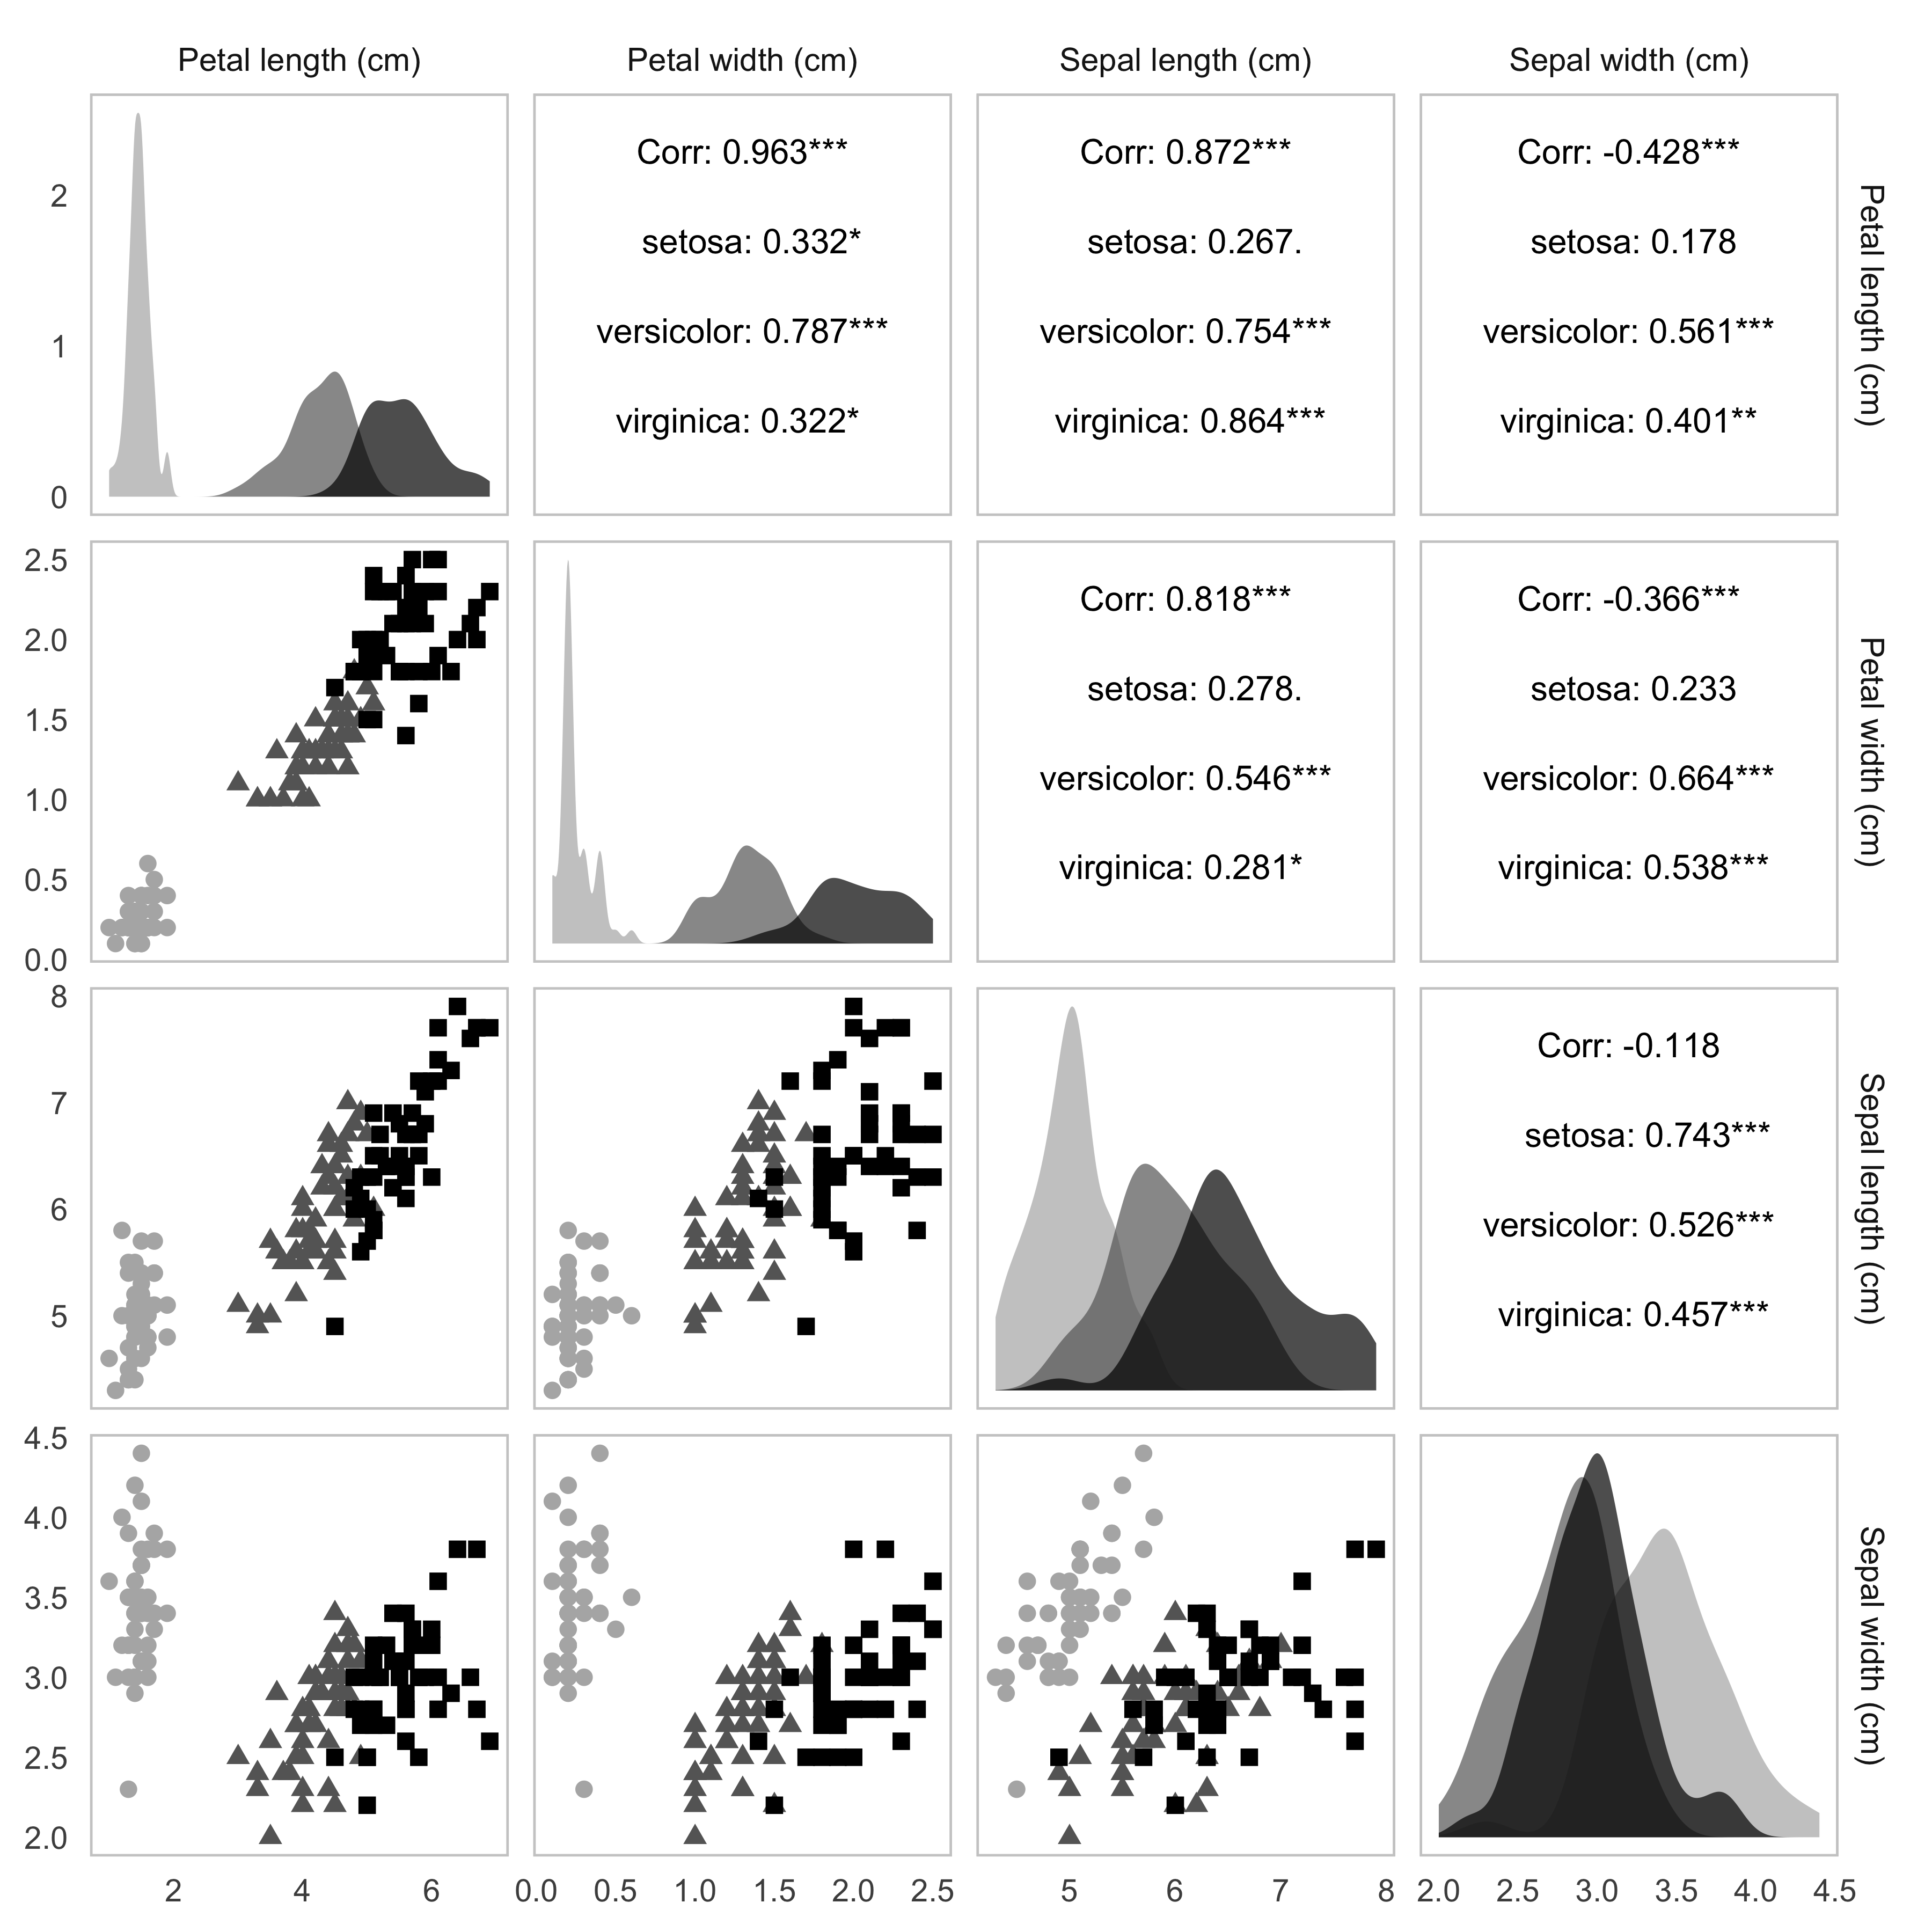 Petal length (cm)
Petal width (cm)
Sepal length (cm)
Sepal width (cm)
2
1
0
Corr: 0.963***
setosa: 0.332*
versicolor: 0.787***
virginica: 0.322*
Corr: 0.872***
setosa: 0.267.
versicolor: 0.754***
virginica: 0.864***
Corr: -0.428***
setosa: 0.178
versicolor: 0.561***
virginica: 0.401**
Petal length (cm)
2.5
2.0
1.5
1.0
0.5
0.0
Corr: 0.818***
setosa: 0.278.
versicolor: 0.546***
virginica: 0.281*
Corr: -0.366***
setosa: 0.233
versicolor: 0.664***
virginica: 0.538***
Petal width (cm)
8
7
6
5
Corr: -0.118
setosa: 0.743***
versicolor: 0.526***
virginica: 0.457***
Sepal length (cm)
4.5
4.0
3.5
3.0
2.5
2.0
Sepal width (cm)
2 4 6
0.0 0.5 1.0 1.5 2.0 2.5
5 6 7 8
2.0 2.5 3.0 3.5 4.0 4.5